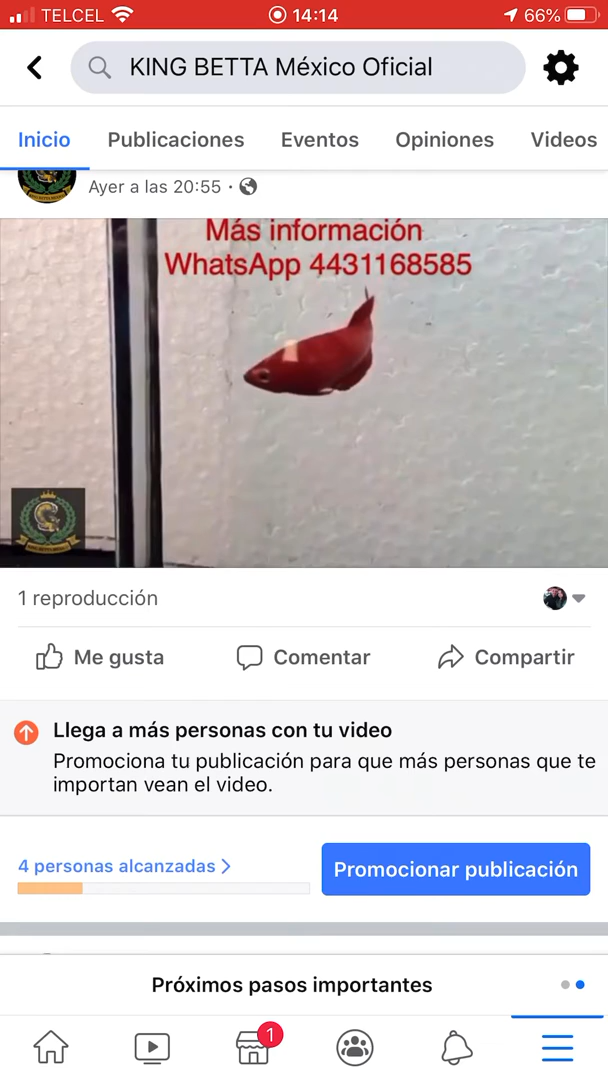 TELCEL 14:14 66%
KING BETTA México Oficial
Inicio Publicaciones Eventos Opiniones Videos
Ayer a las 20:55 ·
Más información
WhatsApp 4431168585
1 reproducción
Me gusta Comentar Compartir
Llega a más personas con tu video
Promociona tu publicación para que más personas que te
importan vean el video.
4 personas alcanzadas
Promocionar publicación
Próximos pasos importantes
1